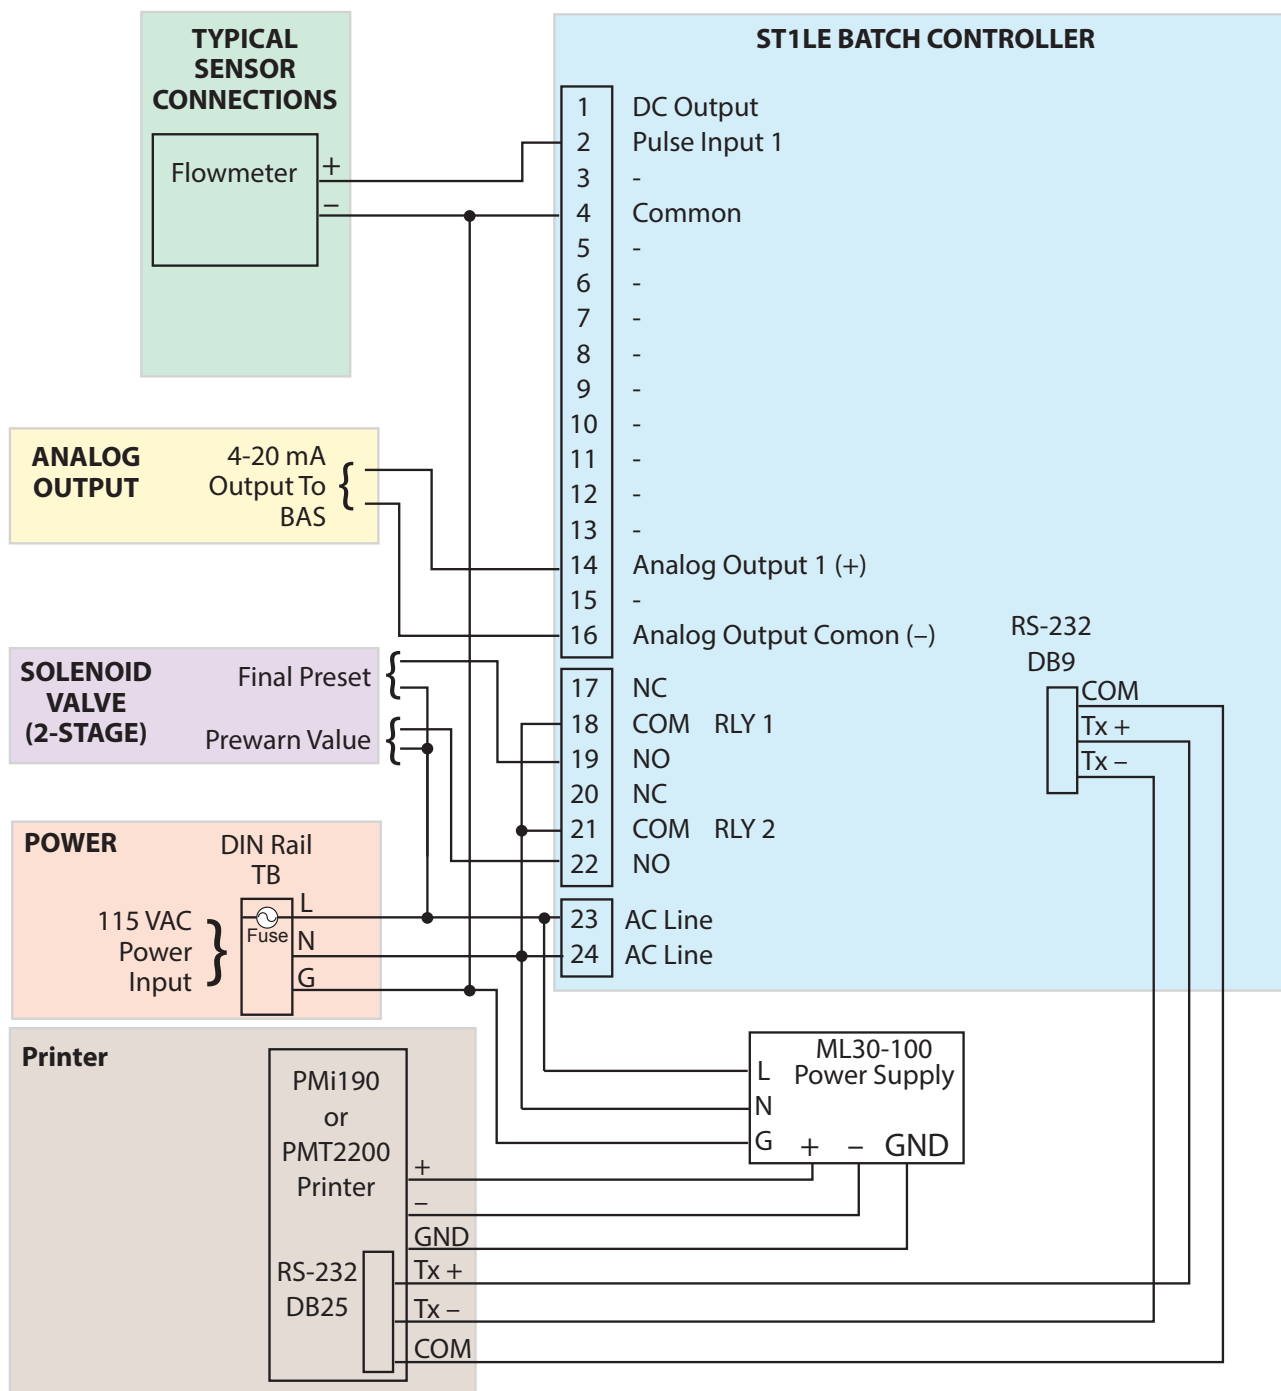 TYPICAL
SENSOR
CONNECTIONS
Flowmeter
+
–
ST1LE BATCH CONTROLLER
1 DC Output
2 Pulse Input 1
3 -
4 Common
5 -
6 -
7 -
8 -
9 -
10 -
11 -
12 -
13 -
14 Analog Output 1 (+)
15 -
16 Analog Output Comon (–)
17 NC
18 COM RLY 1
19 NO
20 NC
21 COM RLY 2
22 NO
23 AC Line
24 AC Line
RS-232
DB9
COM
Tx +
Tx –
ANALOG
OUTPUT
4-20 mA
Output To
BAS
SOLENOID
VALVE
(2-STAGE)
Final Preset
Prewarn Value
POWER
DIN Rail
TB
115 VAC
Power
Input
Fuse
L
N
G
ML30-100
Power Supply
L
N
G
+ – GND
Printer
PMi190
or
PMT2200
Printer
+
–
GND
RS-232
DB25
Tx +
Tx –
COM